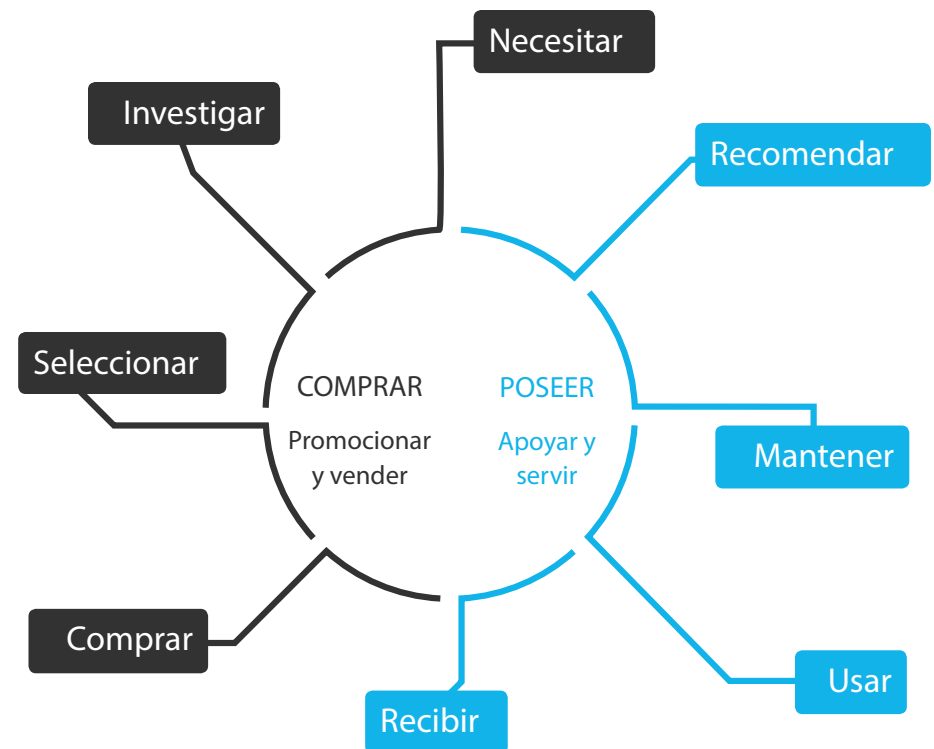 Necesitar
Investigar
Recomendar
Seleccionar
COMPRAR
POSEER
Promocionar
y vender
Apoyar y
servir
Mantener
Comprar
Usar
Recibir